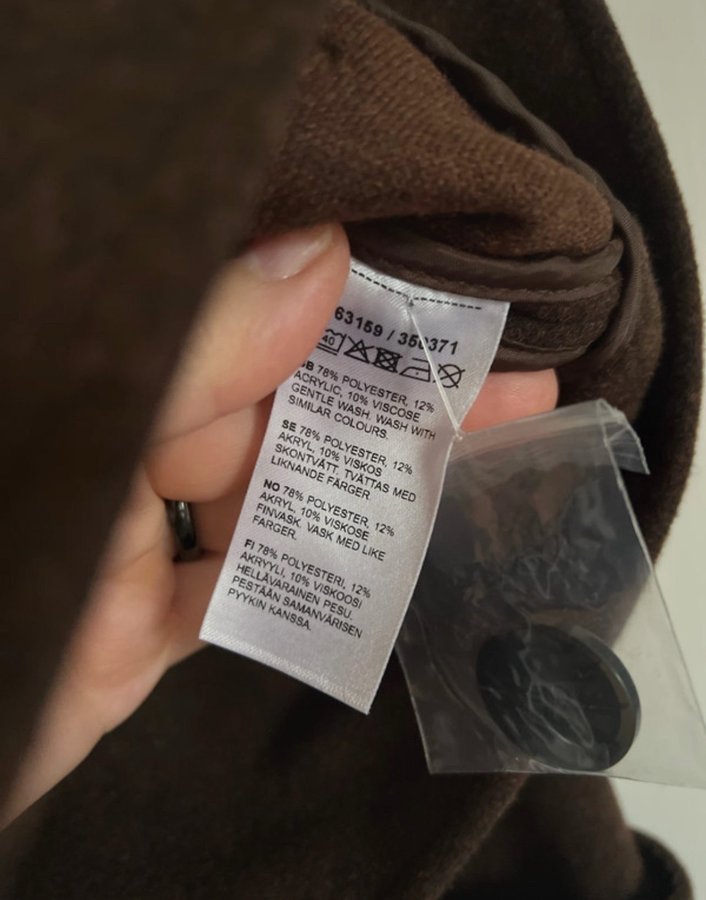 63159 / 350371
40
GB 78% POLYESTER, 12%
ACRYLIC, 10% VISCOSE
GENTLE WASH. WASH WITH
SIMILAR COLOURS.
SE 78% POLYESTER, 12%
AKRYL, 10% VISKOS
SKONTVÄTT. TVÄTTAS MED
LIKNANDE FÄRGER.
NO 78% POLYESTER, 12%
AKRYL, 10% VISKOSE
FINVASK. VASK MED LIKE
FARGER.
FI 78% POLYESTERI, 12%
AKRYYLI, 10% VISKOOSI
HELLÄVARAINEN PESU.
PESTÄÄN SAMANVÄRISEN
PYYKIN KANSSA.